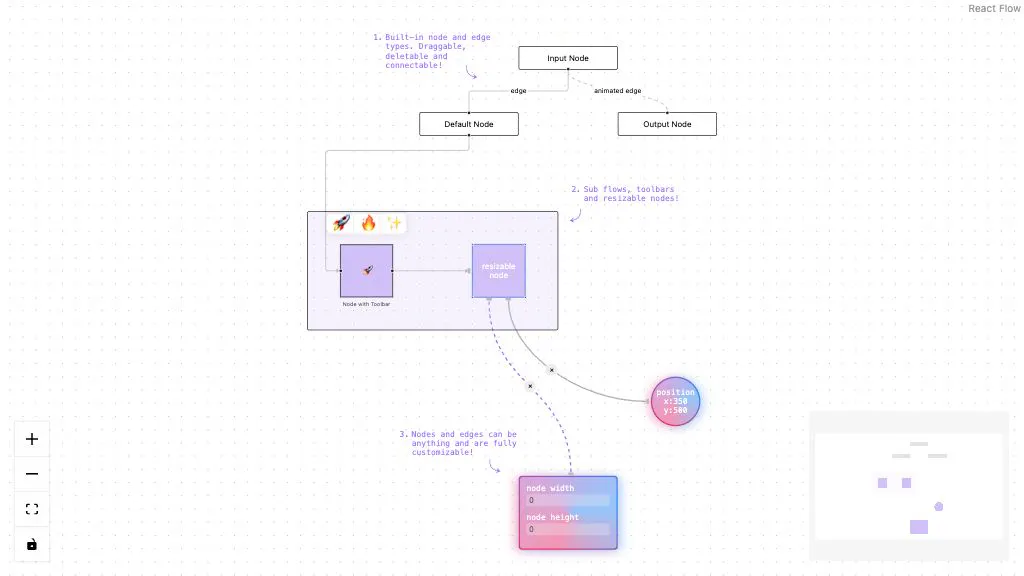 React Flow
1. Built-in node and edge
types. Draggable,
deletable and
connectable!
Input Node
edge
animated edge
Default Node
Output Node
2. Sub flows, toolbars
and resizable nodes!
resizable
node
Node with Toolbar
position
x:350
y:500
3. Nodes and edges can be
anything and are fully
customizable!
node width
0
node height
0